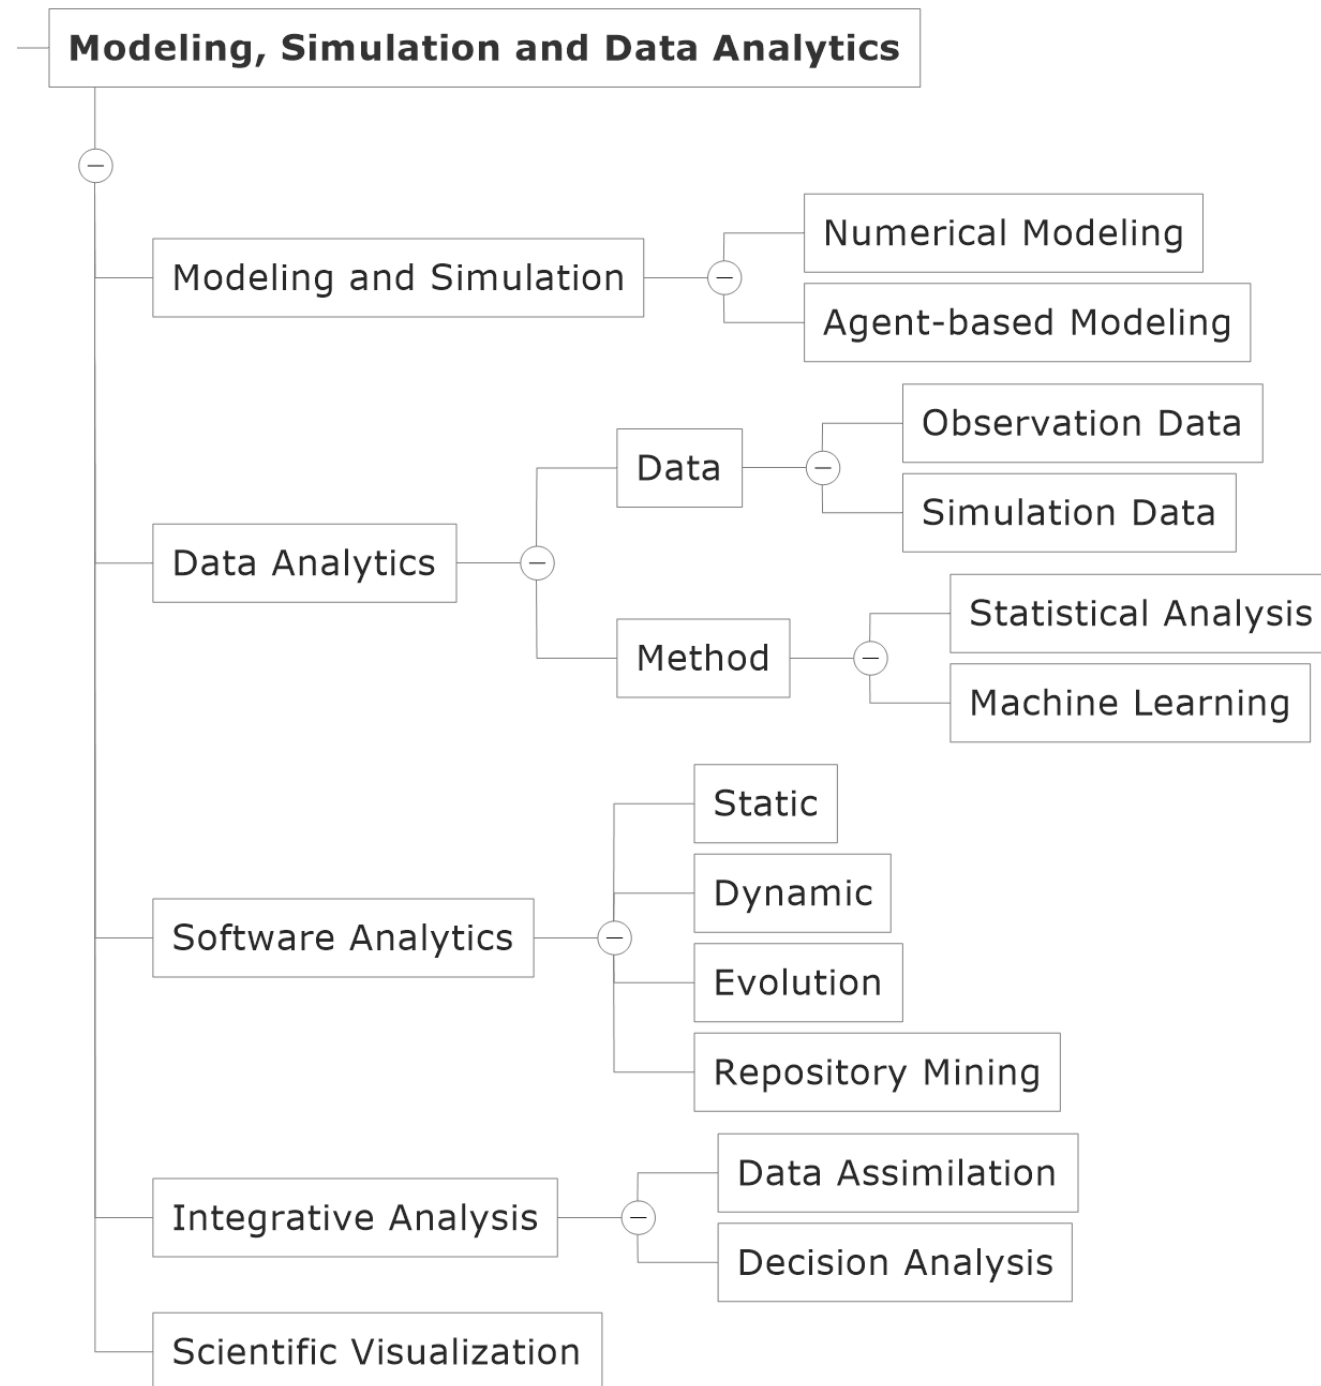 Modeling, Simulation and Data Analytics
Modeling and Simulation
Numerical Modeling
Agent-based Modeling
Data Analytics
Data
Observation Data
Simulation Data
Method
Statistical Analysis
Machine Learning
Software Analytics
Static
Dynamic
Evolution
Repository Mining
Integrative Analysis
Data Assimilation
Decision Analysis
Scientific Visualization